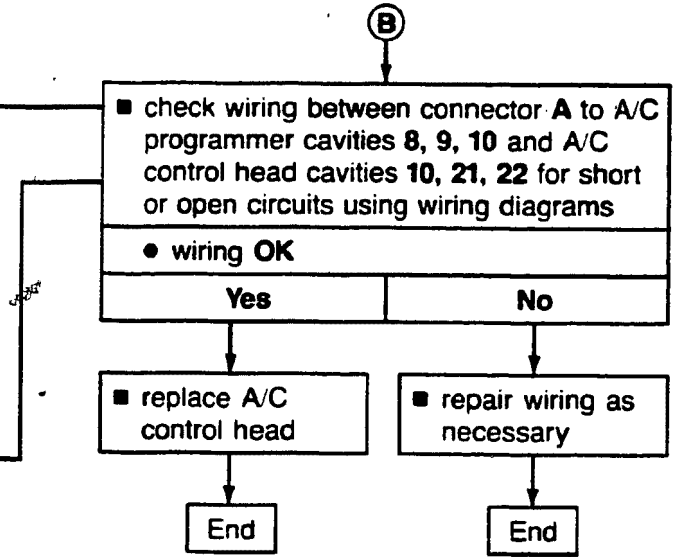 B
■ check wiring between connector A to A/C
programmer cavities 8, 9, 10 and A/C
control head cavities 10, 21, 22 for short
or open circuits using wiring diagrams
● wiring OK
Yes No
■ replace A/C
control head
■ repair wiring as
necessary
End End